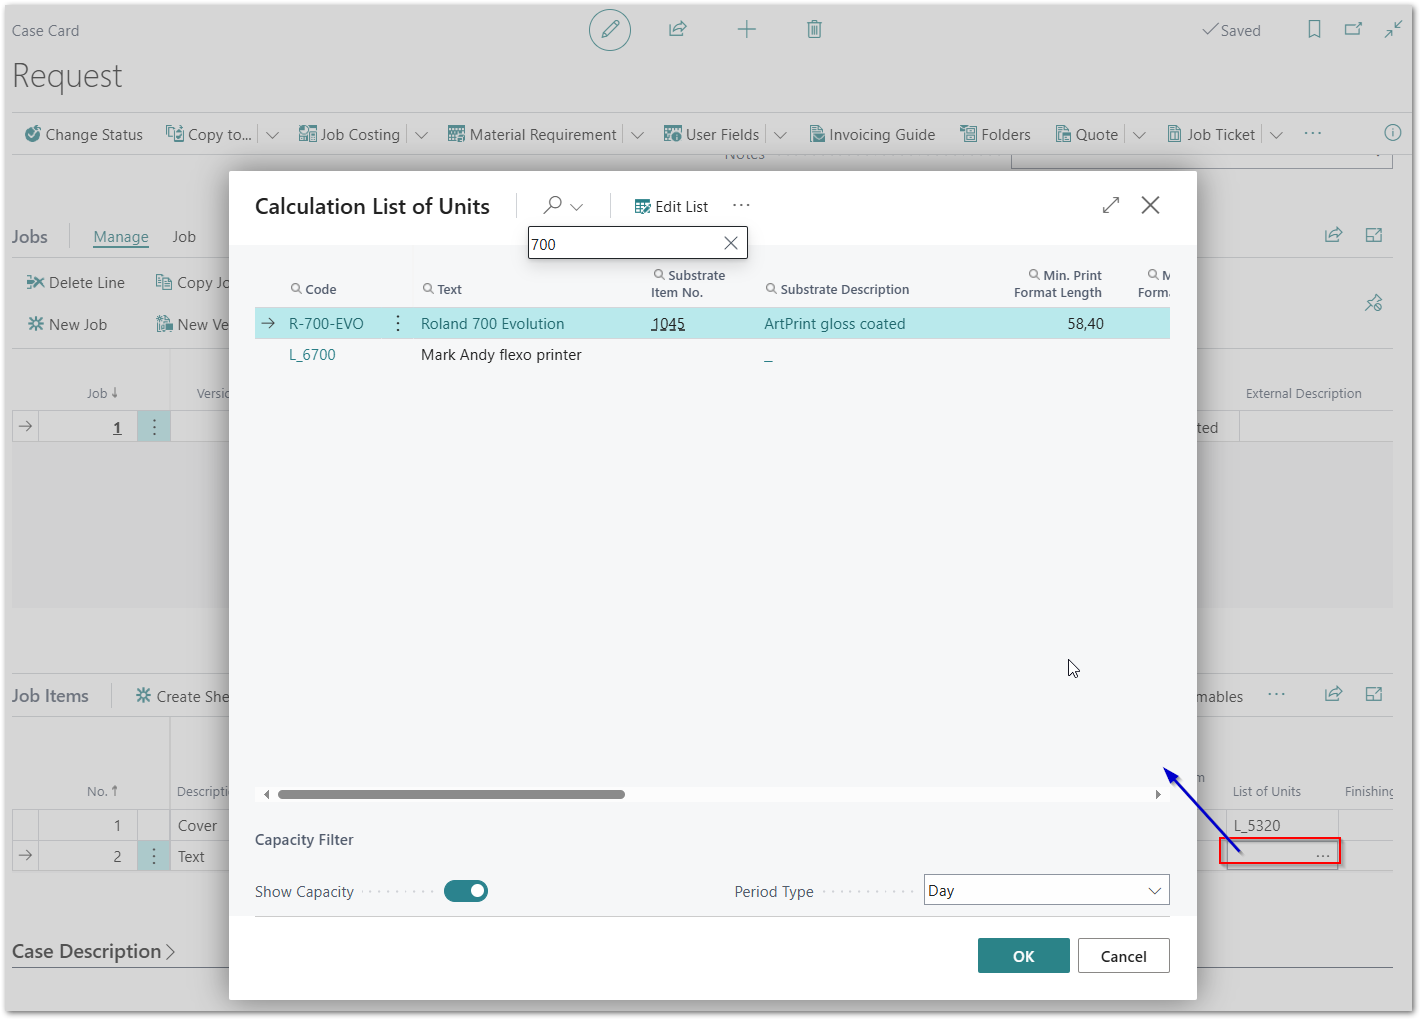 Case Card
Saved
Request
Change Status
Copy to...
Job Costing
Material Requirement
User Fields
Invoicing Guide
Folders
Quote
Job Ticket
Notes
Calculation List of Units
Edit List
700
Jobs
Manage
Job
Delete Line
Copy Jo
New Job
New Ve
Code
Text
Substrate
Item No.
Substrate Description
Min. Print
Format Length
M
Forma
R-700-EVO
Roland 700 Evolution
1045
ArtPrint gloss coated
58,40
L_6700
Mark Andy flexo printer
_
Job
Versio
External Description
1
ted
Job Items
Create She
mables
No.
Descripti
m
List of Units
Finishing
1
Cover
L_5320
2
Text
...
Capacity Filter
Show Capacity
Period Type
Day
Case Description
OK
Cancel